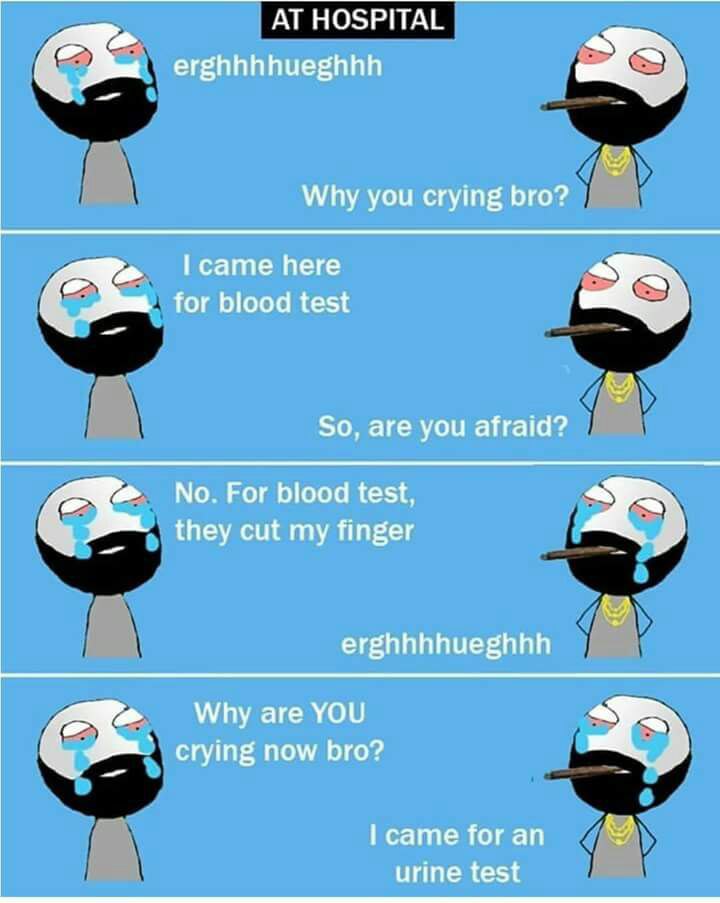 AT HOSPITAL
erghhhhueghhh
Why you crying bro?
I came here
for blood test
So, are you afraid?
No. For blood test,
they cut my finger
erghhhhueghhh
Why are YOU
crying now bro?
I came for an
urine test